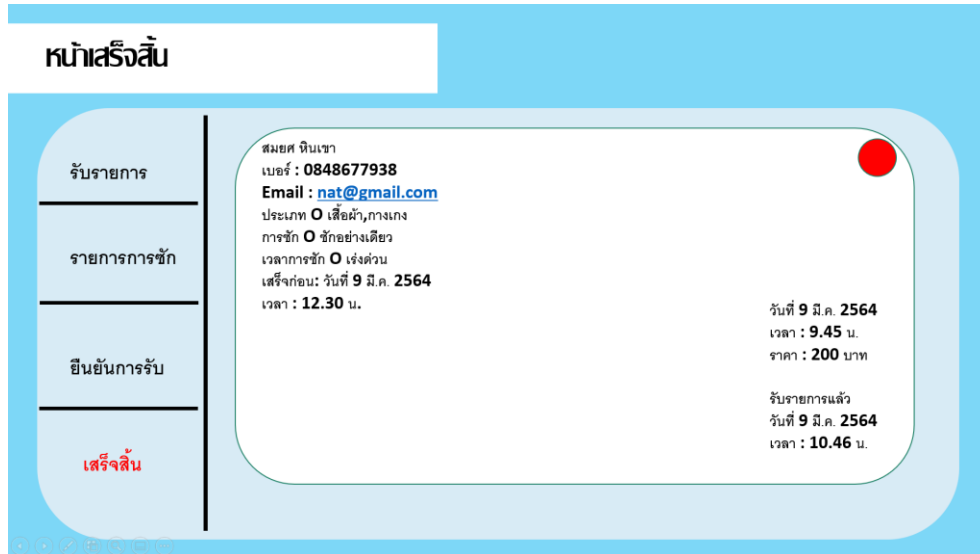 หน้าเสร็จสิ้น
รับรายการ
รายการการซัก
ยืนยันการรับ
เสร็จสิ้น
สมยศ หินเขา
เบอร์ : 0848677938
Email : nat@gmail.com
ประเภท O เสื้อผ้า,กางเกง
การซัก O ซักอย่างเดียว
เวลาการซัก O เร่งด่วน
เสร็จก่อน: วันที่ 9 มี.ค. 2564
เวลา : 12.30 น.
วันที่ 9 มี.ค. 2564
เวลา : 9.45 น.
ราคา : 200 บาท
รับรายการแล้ว
วันที่ 9 มี.ค. 2564
เวลา : 10.46 น.